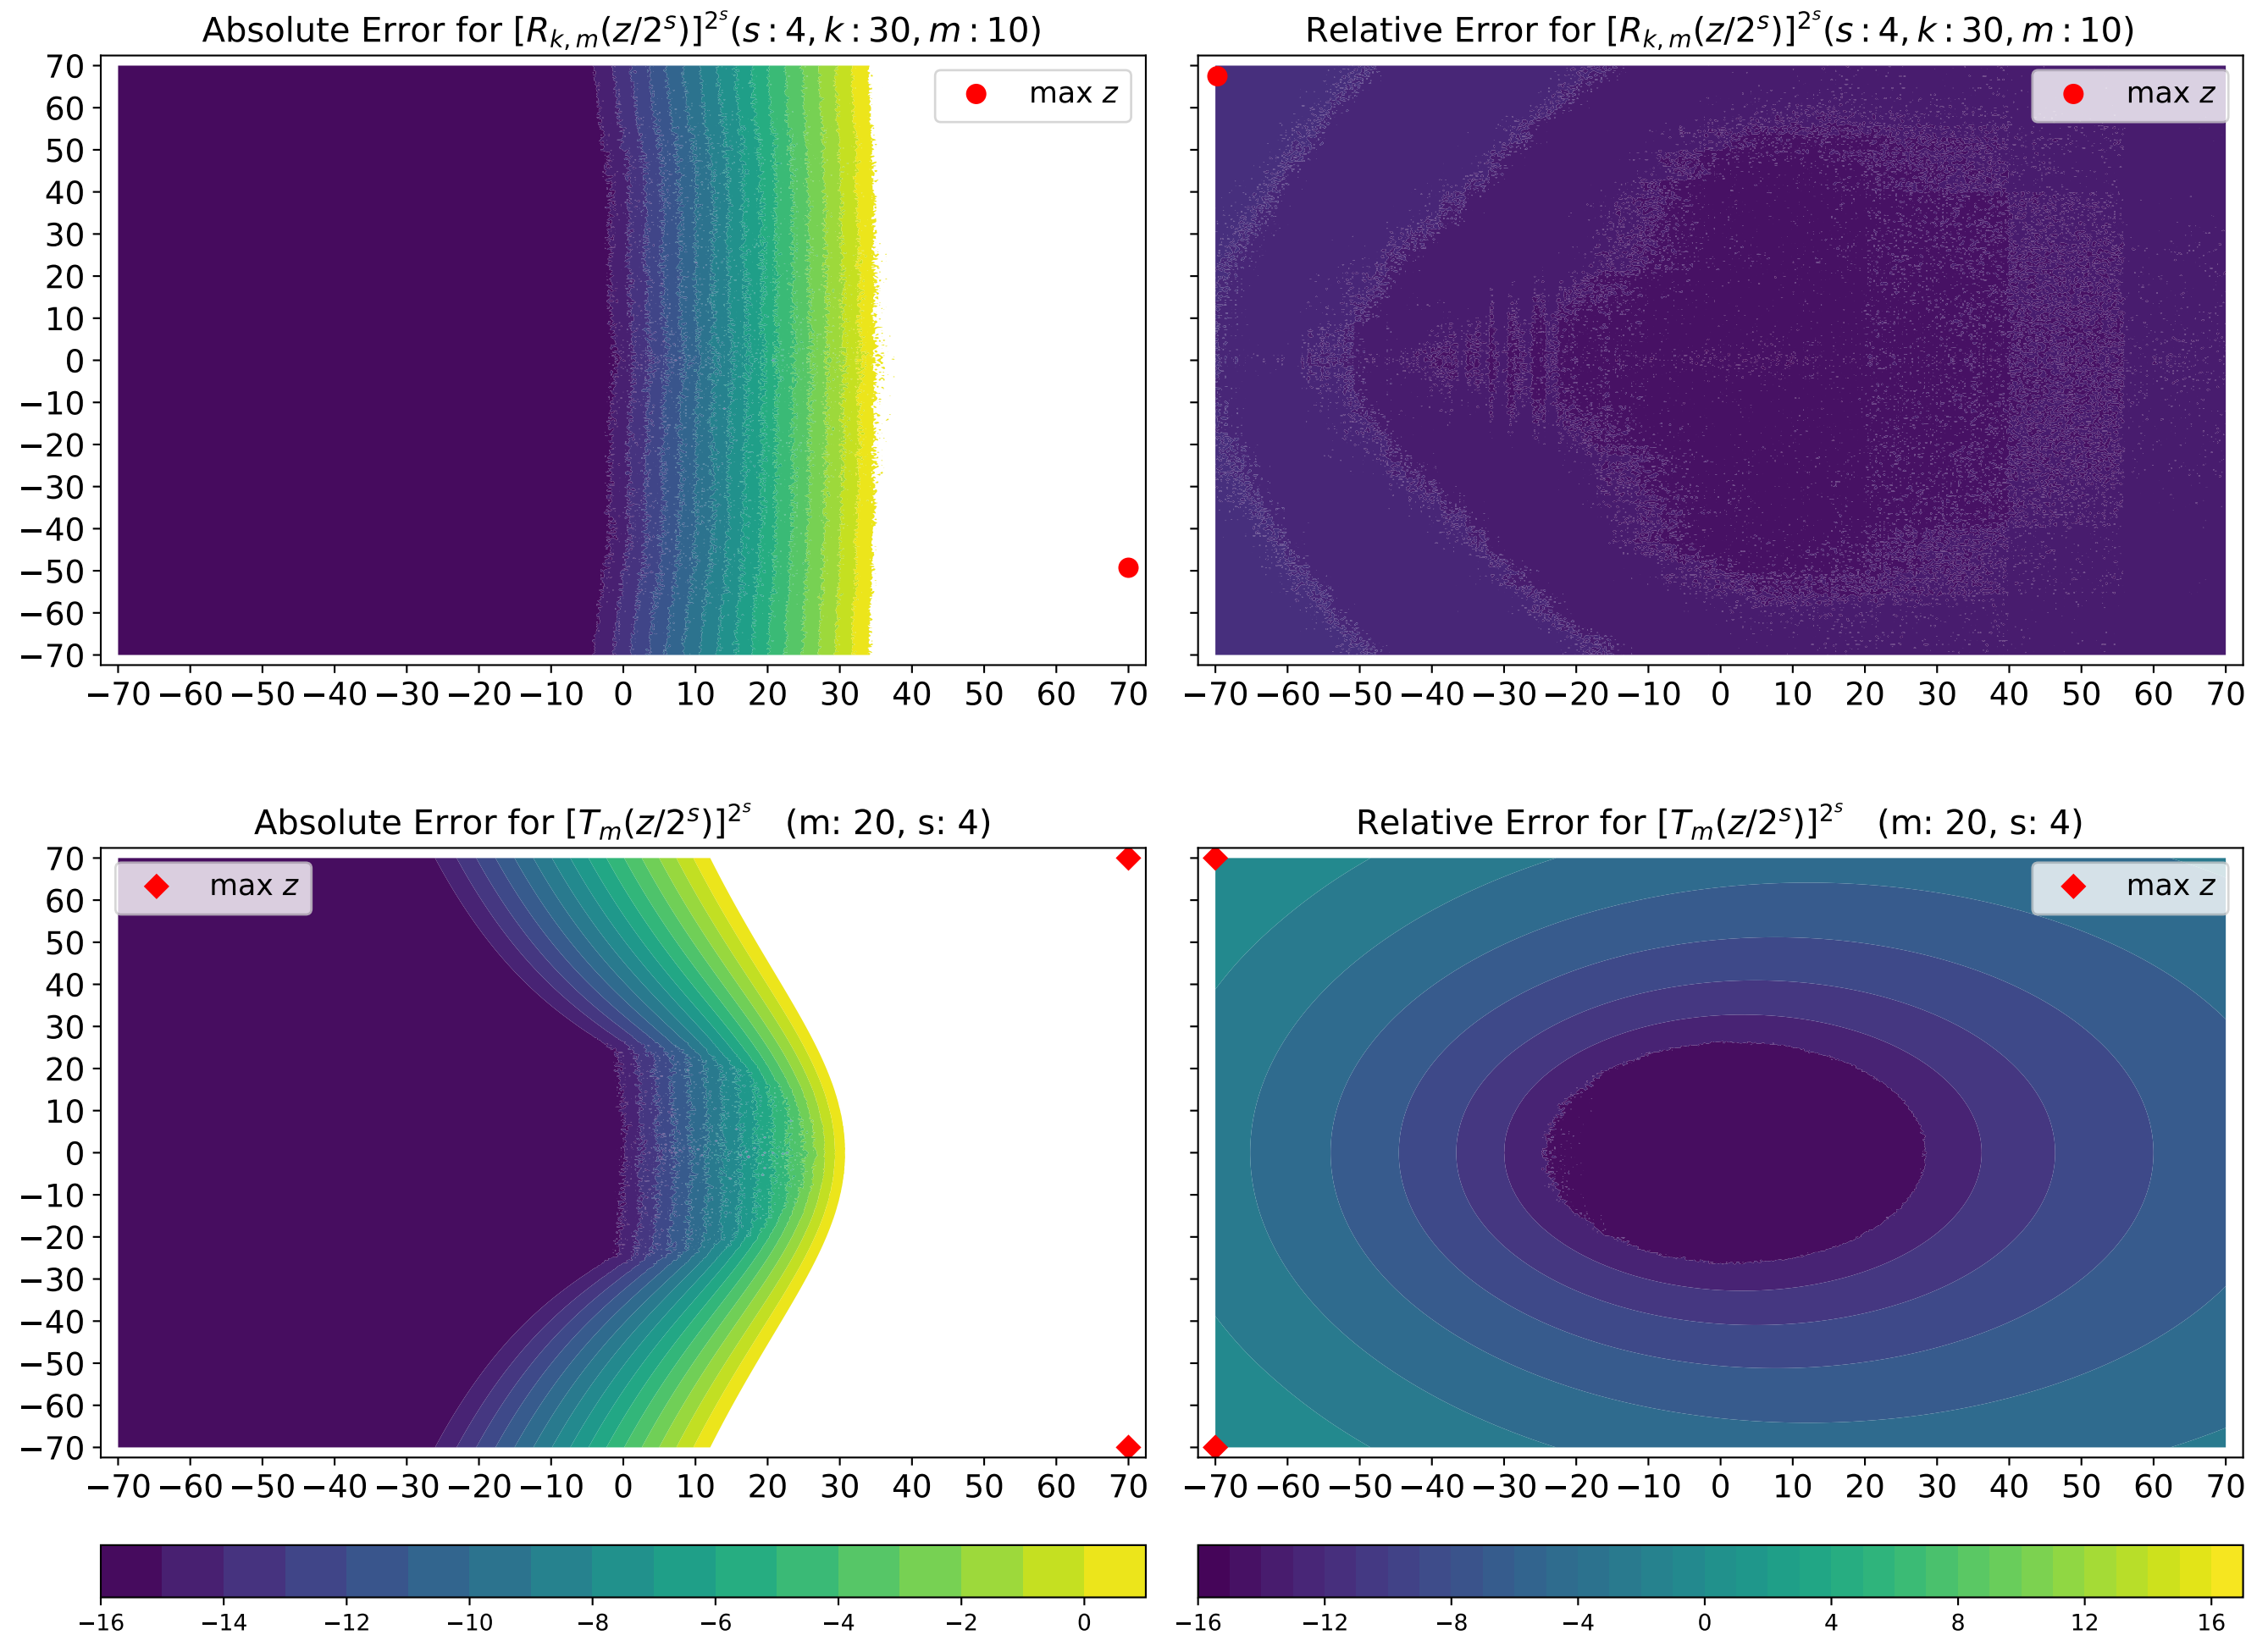 Absolute Error for $[R_{k,m}(z/2^s)]^{2^s}(s:4, k:30, m:10)$
Relative Error for $[R_{k,m}(z/2^s)]^{2^s}(s:4, k:30, m:10)$
70
60
50
40
30
20
10
0
−10
−20
−30
−40
−50
−60
−70
max z
max z
−70 −60 −50 −40 −30 −20 −10 0 10 20 30 40 50 60 70
−70 −60 −50 −40 −30 −20 −10 0 10 20 30 40 50 60 70
Absolute Error for $[T_m(z/2^s)]^{2^s}$ (m: 20, s: 4)
Relative Error for $[T_m(z/2^s)]^{2^s}$ (m: 20, s: 4)
70
60
50
40
30
20
10
0
−10
−20
−30
−40
−50
−60
−70
max z
max z
−70 −60 −50 −40 −30 −20 −10 0 10 20 30 40 50 60 70
−70 −60 −50 −40 −30 −20 −10 0 10 20 30 40 50 60 70
−16 −14 −12 −10 −8 −6 −4 −2 0
−16 −12 −8 −4 0 4 8 12 16